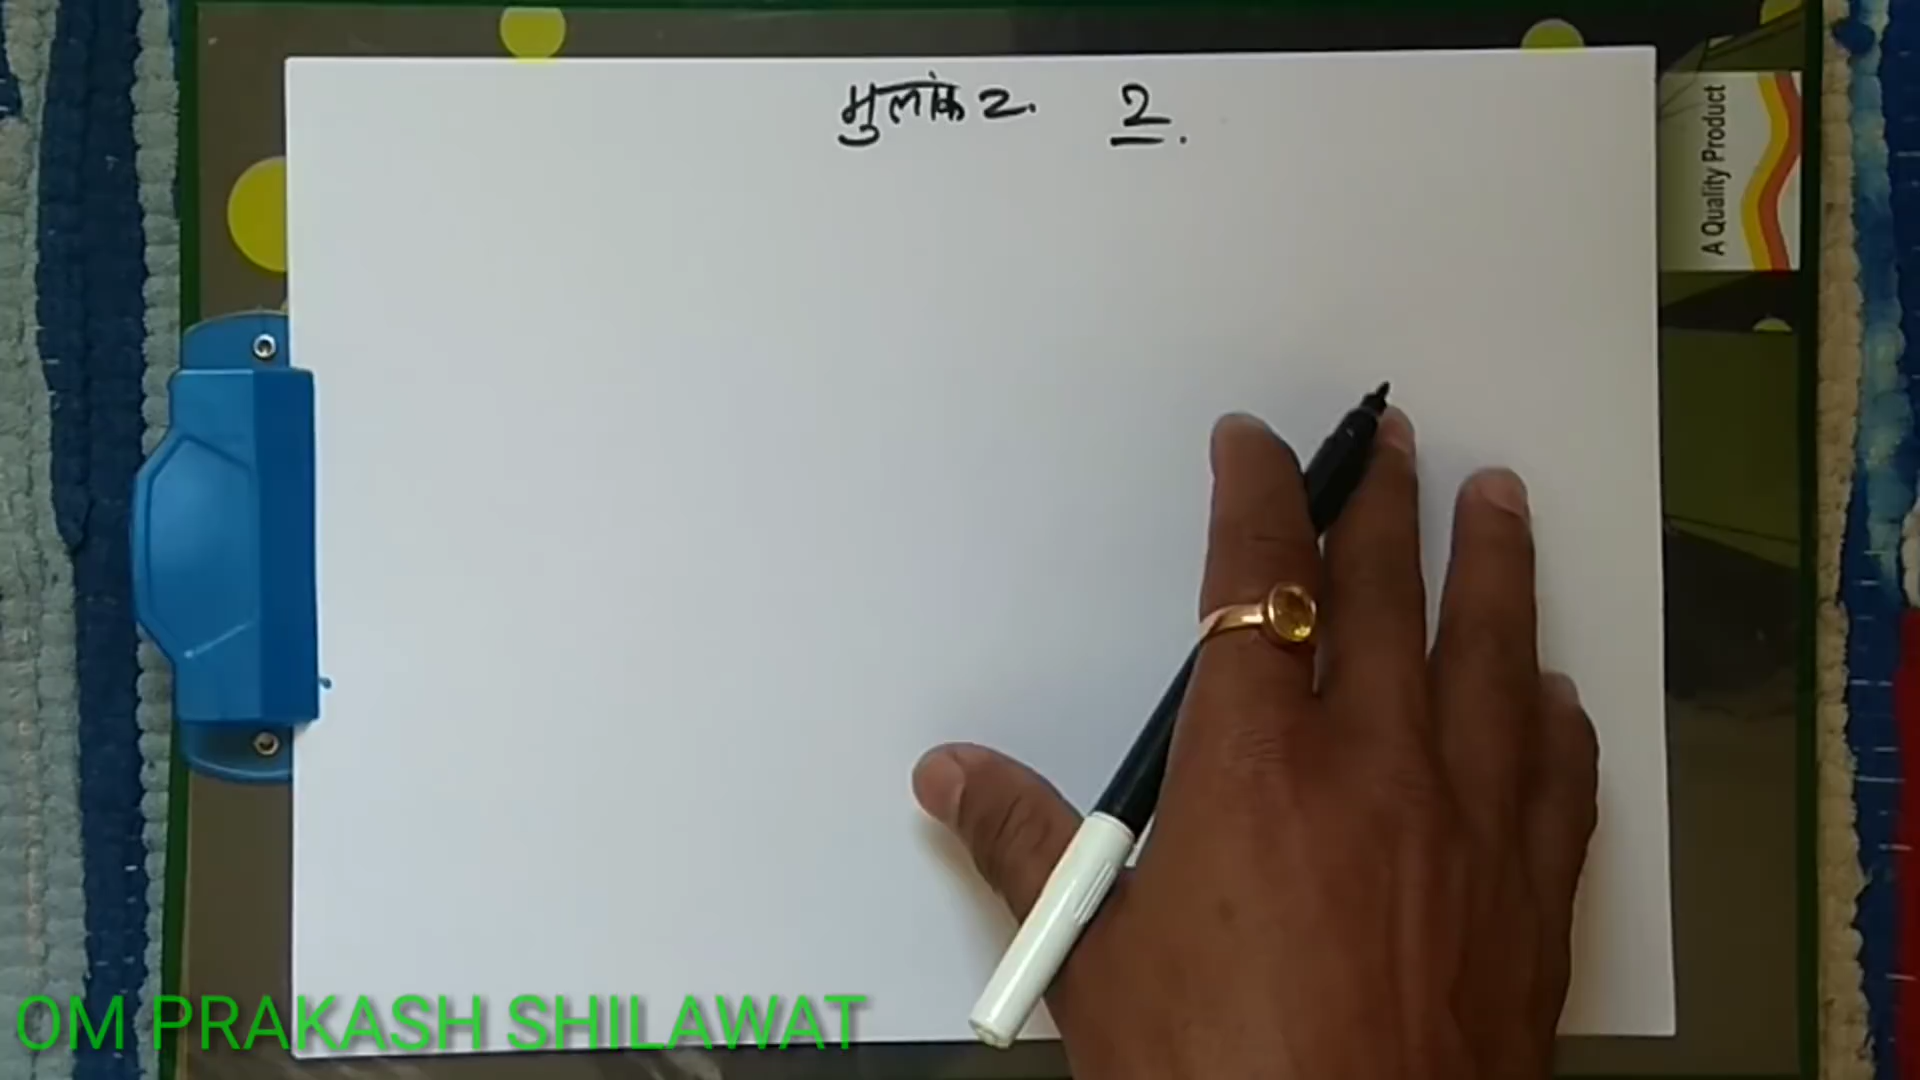 मुलांक 2. 2.
A Quality Product
OM PRAKASH SHILAWAT